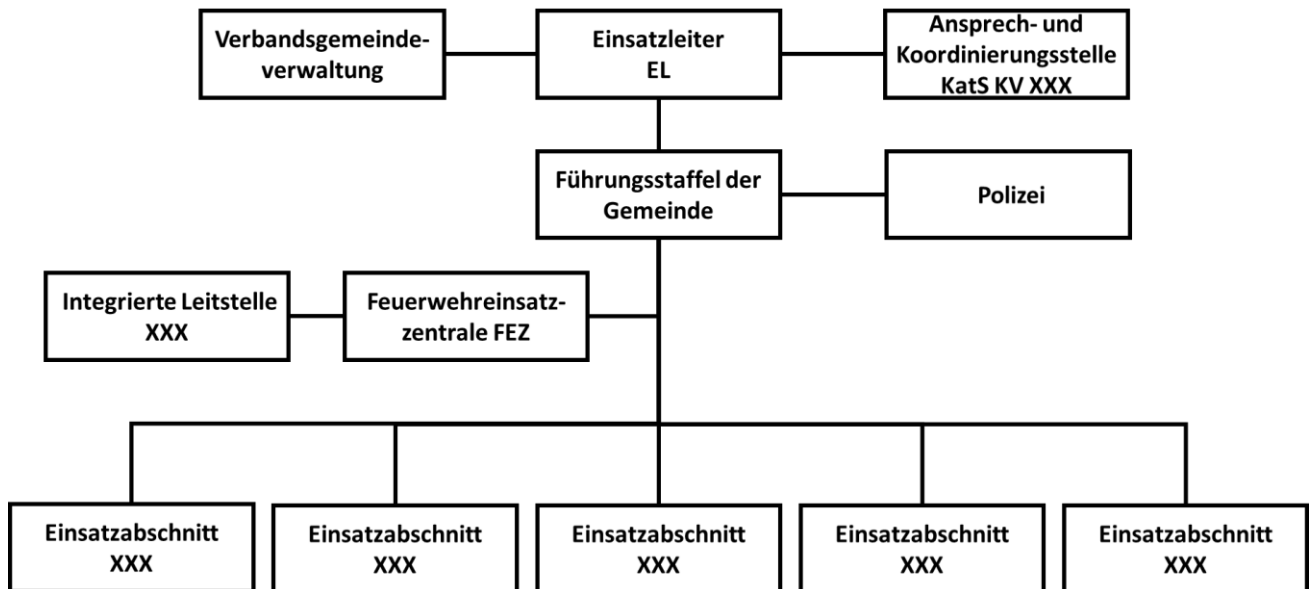 Verbandsgemeinde-
verwaltung
Einsatzleiter
EL
Ansprech- und
Koordinierungsstelle
KatS KV XXX
Führungsstaffel der
Gemeinde
Polizei
Integrierte Leitstelle
XXX
Feuerwehreinsatz-
zentrale FEZ
Einsatzabschnitt
XXX
Einsatzabschnitt
XXX
Einsatzabschnitt
XXX
Einsatzabschnitt
XXX
Einsatzabschnitt
XXX